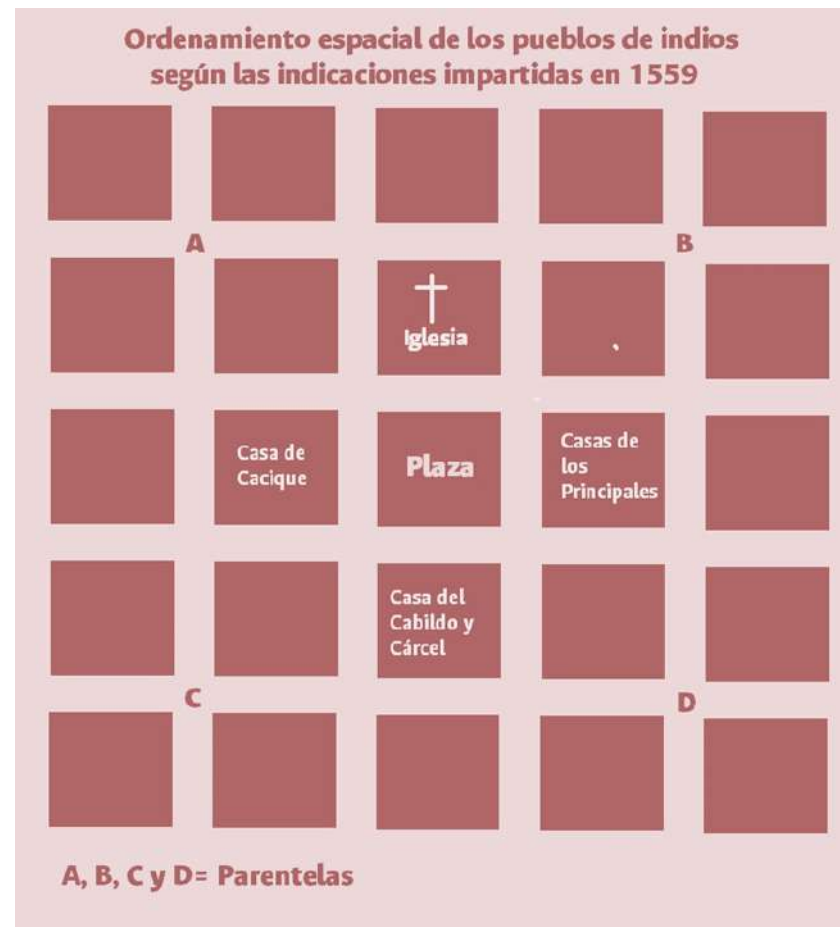 Ordenamiento espacial de los pueblos de indios
según las indicaciones impartidas en 1559
A
B
Iglesia
Casa de
Cacique
Plaza
Casas de
los
Principales
Casa del
Cabildo y
Cárcel
C
D
A, B, C y D= Parentelas